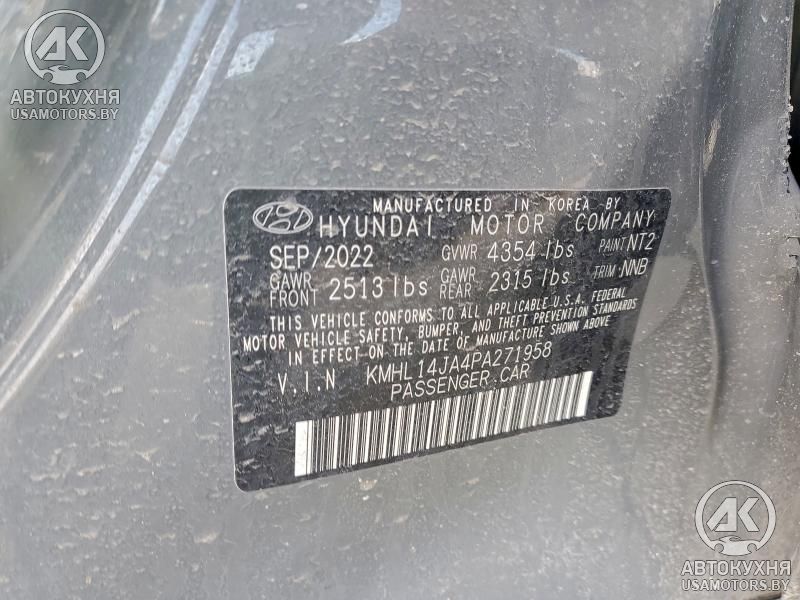 AK
АВТОКУХНЯ
USAMOTORS.BY
MANUFACTURED IN KOREA BY
HYUNDAI MOTOR COMPANY
SEP/2022 GVWR 4354 lbs PAINT:NT2
GAWR FRONT 2513 lbs GAWR REAR 2315 lbs TRIM:NNB
THIS VEHICLE CONFORMS TO ALL APPLICABLE U.S.A. FEDERAL
MOTOR VEHICLE SAFETY, BUMPER, AND THEFT PREVENTION STANDARDS
IN EFFECT ON THE DATE OF MANUFACTURE SHOWN ABOVE
V.I.N KMHL14JA4PA271958
PASSENGER CAR
AK
АВТОКУХНЯ
USAMOTORS.BY